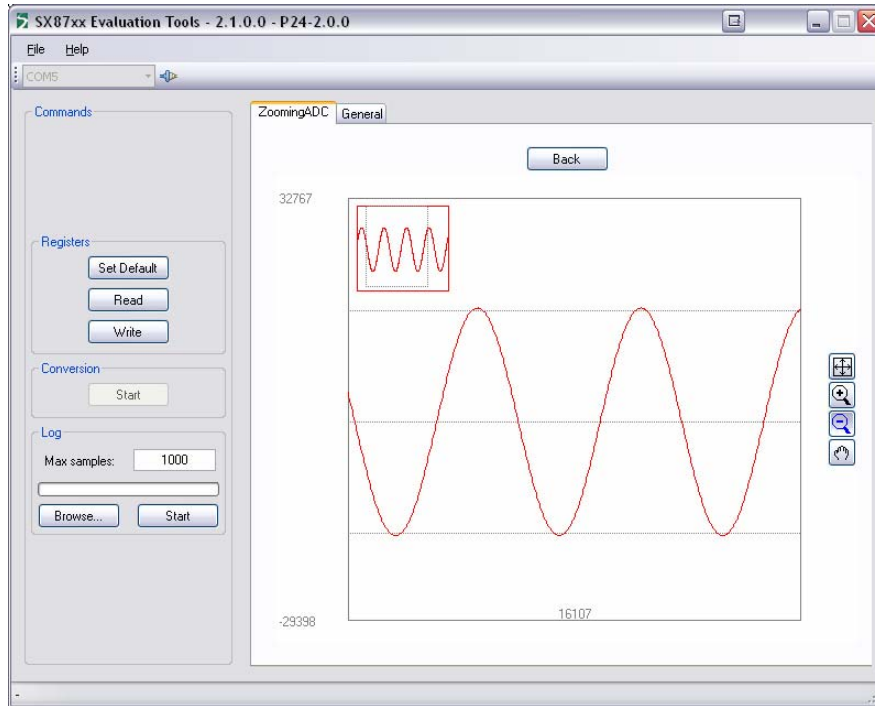 SX87xx Evaluation Tools - 2.1.0.0 - P24-2.0.0
File Help
COM5
Commands
Registers
Set Default
Read
Write
Conversion
Start
Log
Max samples: 1000
Browse... Start
ZoomingADC General
Back
32767
16107
-29398
-